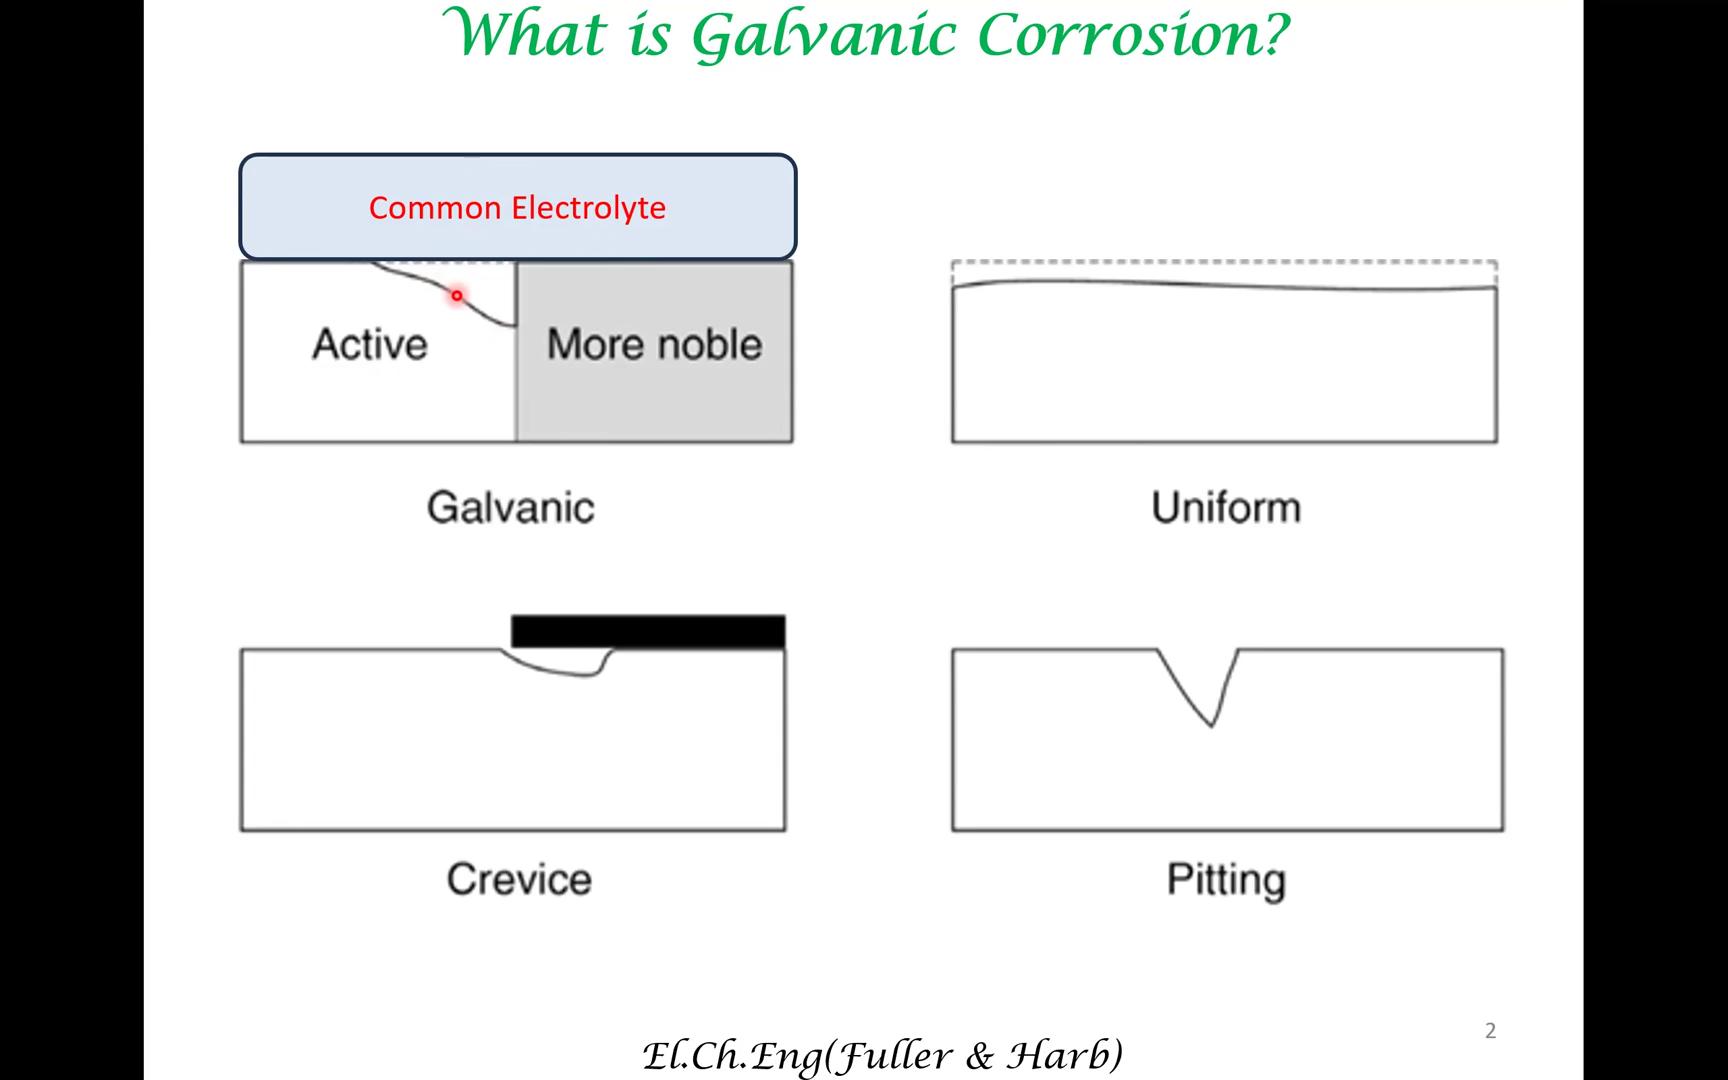 What is Galvanic Corrosion?
Common Electrolyte
Active
More noble
Galvanic
Uniform
Crevice
Pitting
2
El.Ch.Eng(Fuller & Harb)